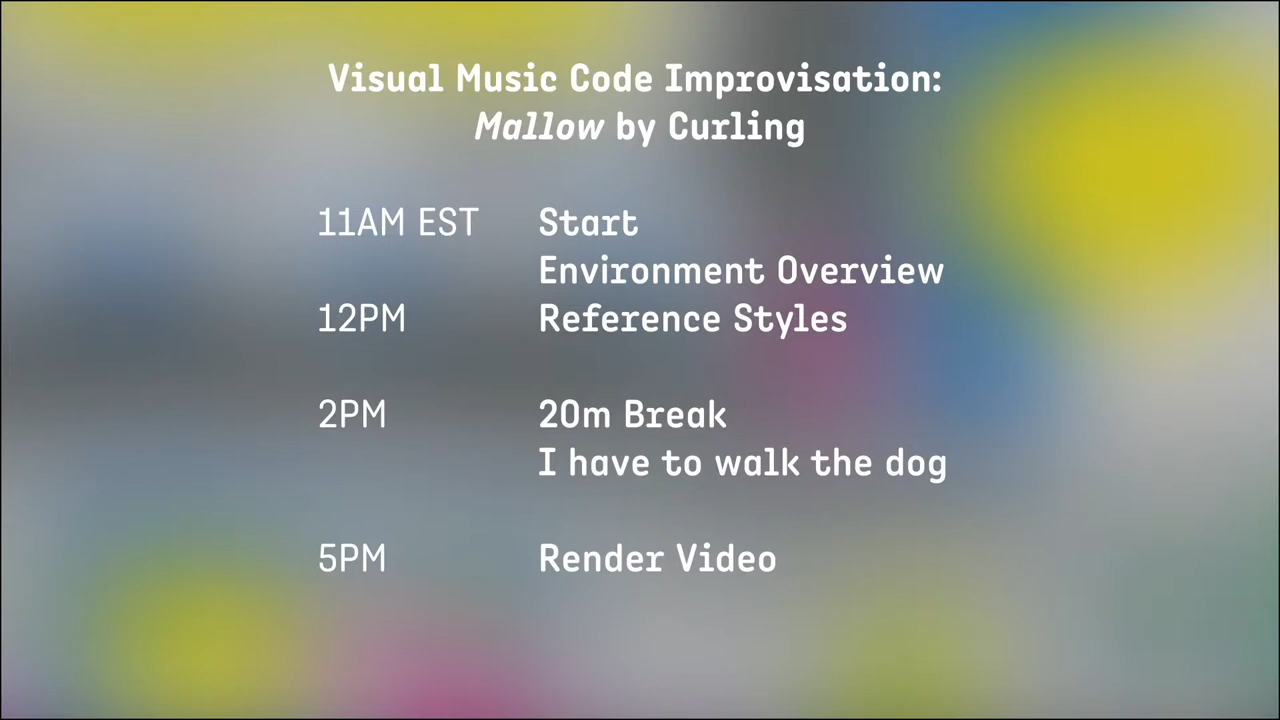 Visual Music Code Improvisation:
Mallow by Curling
11AM EST Start
Environment Overview
12PM Reference Styles
2PM 20m Break
I have to walk the dog
5PM Render Video